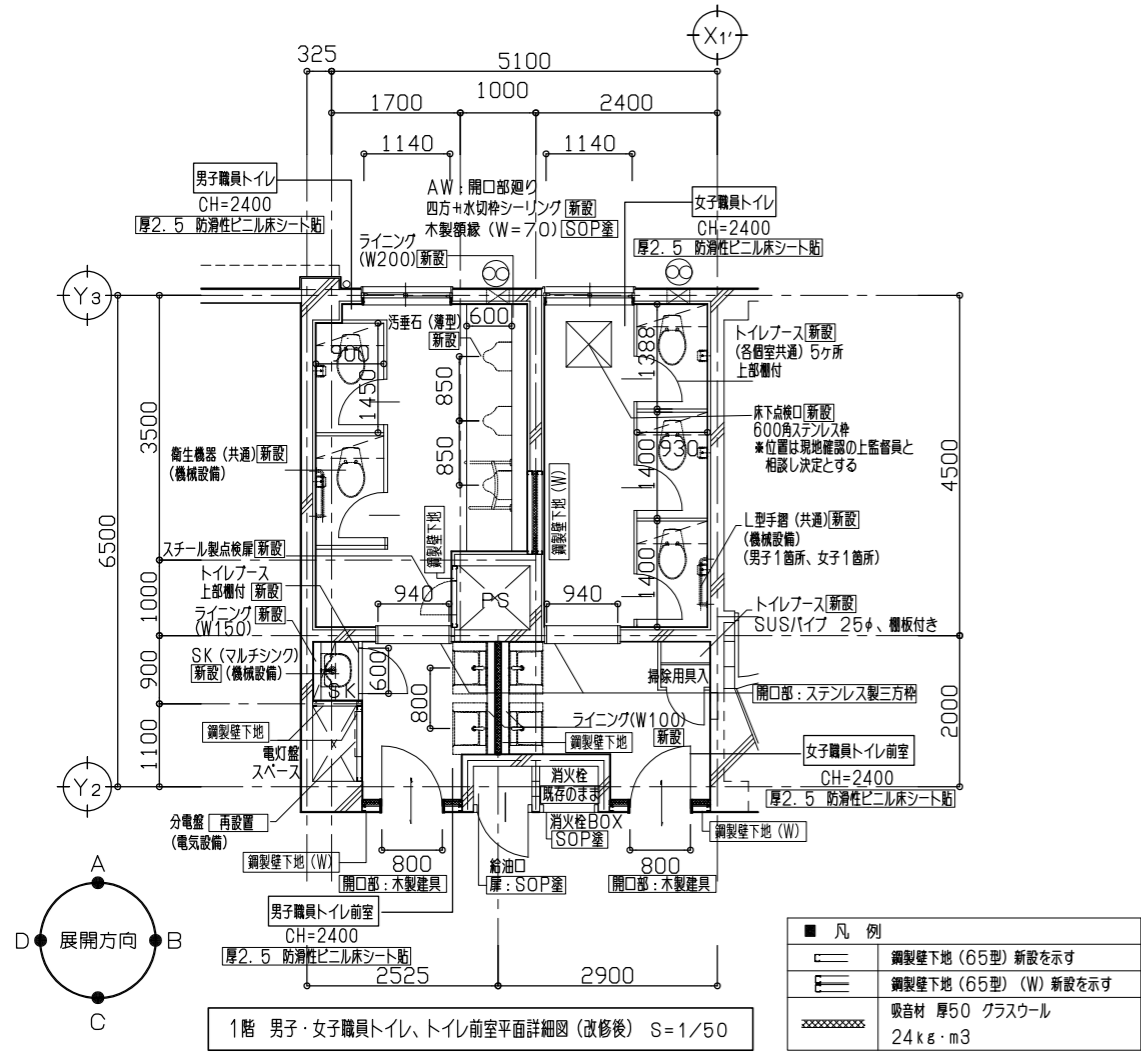 X1'
325
5100
1000
1700
2400
1140
1140
男子職員トイレ
CH=2400
厚2.5 防滑性ビニル床シート貼
AW:開口部廻り
四方+水切枠シーリング 新設
木製額縁(W=70) SOP塗
女子職員トイレ
CH=2400
厚2.5 防滑性ビニル床シート貼
ライニング
(W200) 新設
Y3
汚垂石(薄型)
新設
600
900
1450
850
850
1388
1400
930
1400
トイレブース 新設
(各個室共通)5ヶ所
上部棚付
床下点検口 新設
600角ステンレス枠
※位置は現地確認の上監督員と
相談し決定とする
3500
6500
4500
衛生機器(共通) 新設
(機械設備)
鋼製壁下地(W)
鋼製壁下地
L型手摺(共通) 新設
(機械設備)
(男子1箇所、女子1箇所)
スチール製点検扉 新設
トイレブース
上部棚付 新設
940
PS
940
トイレブース 新設
SUSパイプ 25φ、棚板付き
ライニング 新設
(W150)
1000
SK(マルチシンク)
新設 (機械設備)
SK
600
800
900
掃除用具入
開口部:ステンレス製三方枠
2000
鋼製壁下地
ライニング(W100)
新設
鋼製壁下地
1100
電灯盤
スペース
女子職員トイレ前室
CH=2400
厚2.5 防滑性ビニル床シート貼
Y2
消火栓
既存のまま
消火栓BOX
SOP塗
分電盤 再設置
(電気設備)
鋼製壁下地(W)
鋼製壁下地(W)
800
開口部:木製建具
給油口
扉:SOP塗
800
開口部:木製建具
男子職員トイレ前室
CH=2400
厚2.5 防滑性ビニル床シート貼
A
D
展開方向
B
C
2525
2900
1階 男子・女子職員トイレ、トイレ前室平面詳細図(改修後) S=1/50
■ 凡 例
鋼製壁下地(65型)新設を示す
鋼製壁下地(65型)(W)新設を示す
吸音材 厚50 グラスウール
24kg・m3